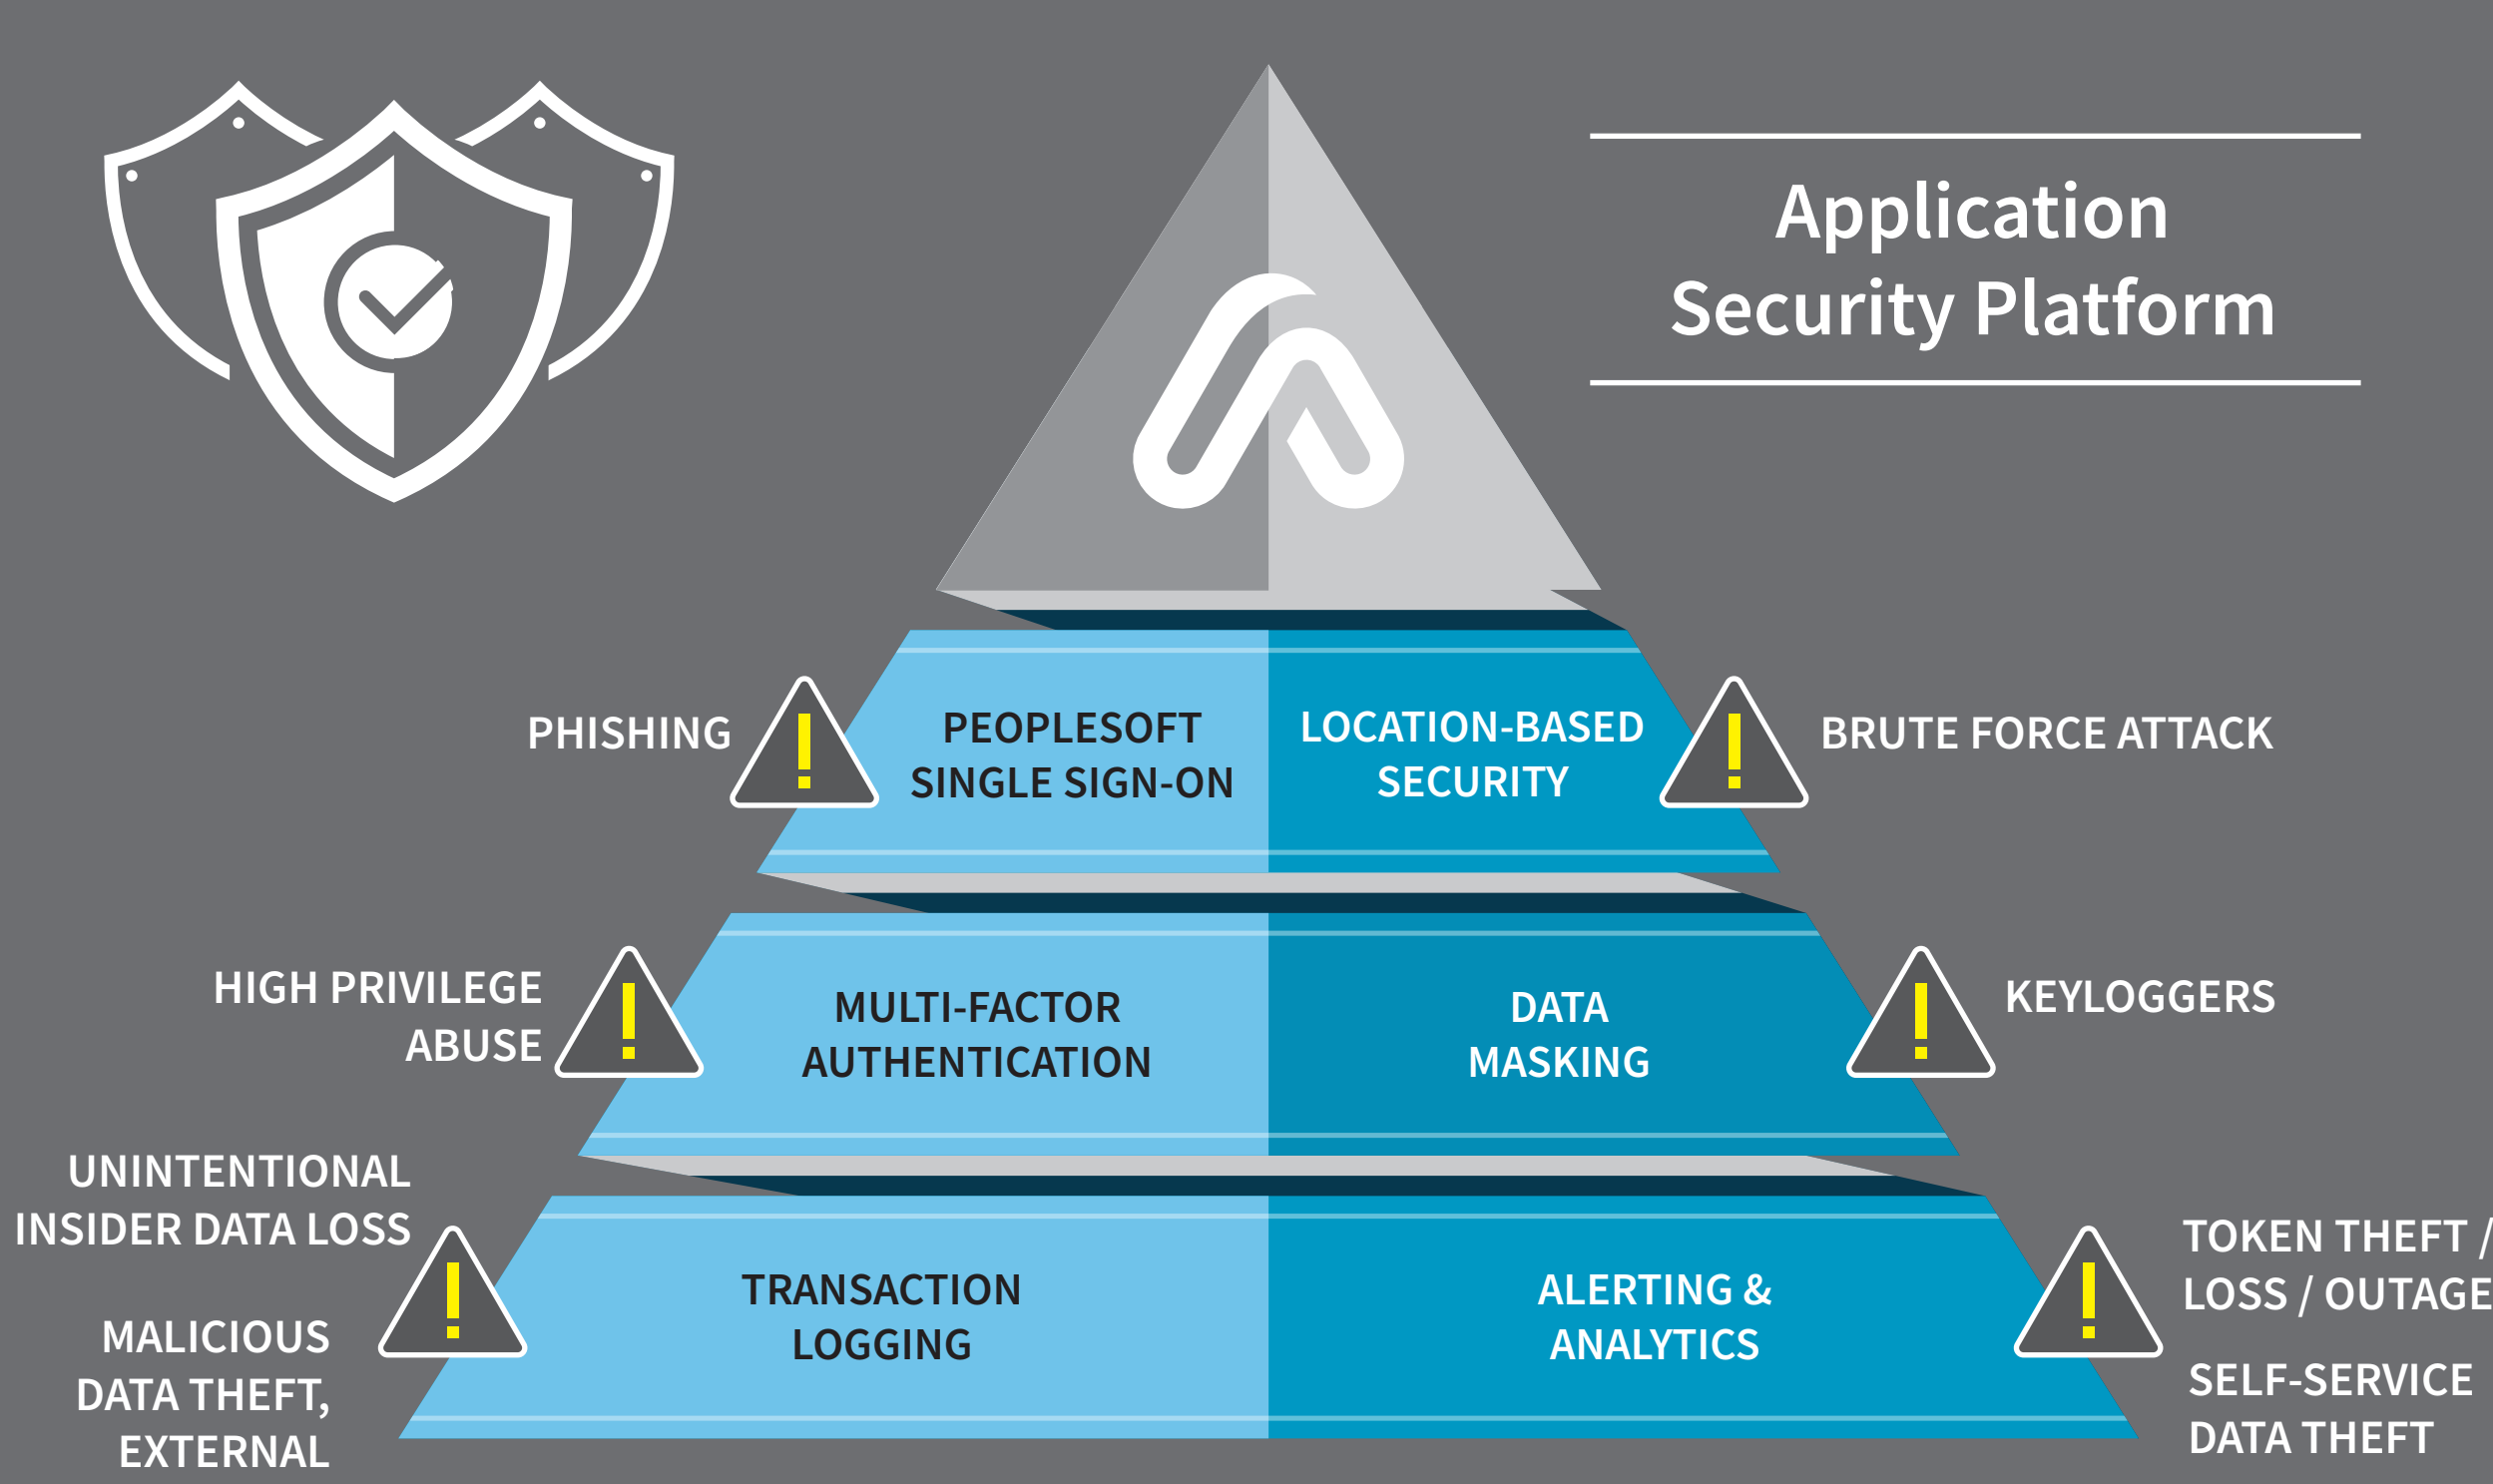 Application
Security Platform
PHISHING
PEOPLESOFT
SINGLE SIGN-ON
LOCATION-BASED
SECURITY
BRUTE FORCE ATTACK
HIGH PRIVILEGE
ABUSE
MULTI-FACTOR
AUTHENTICATION
DATA
MASKING
KEYLOGGERS
UNINTENTIONAL
INSIDER DATA LOSS
MALICIOUS
DATA THEFT,
EXTERNAL
TRANSACTION
LOGGING
ALERTING &
ANALYTICS
TOKEN THEFT /
LOSS / OUTAGE
SELF-SERVICE
DATA THEFT